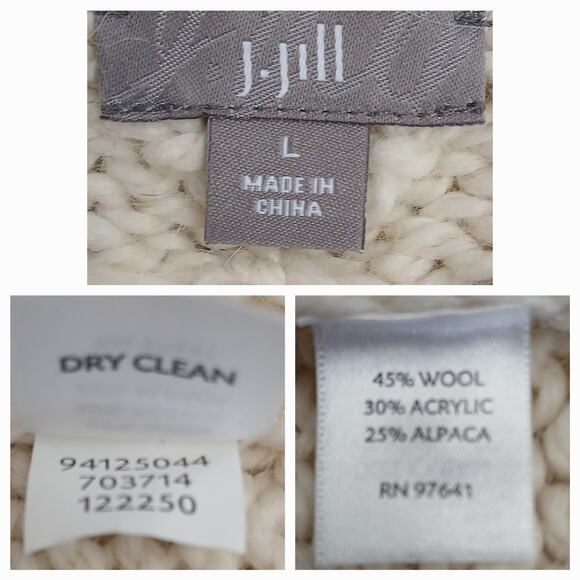 J.Jill
L
MADE IN
CHINA
DRY CLEAN
94125044
703714
122250
45% WOOL
30% ACRYLIC
25% ALPACA
RN 97641